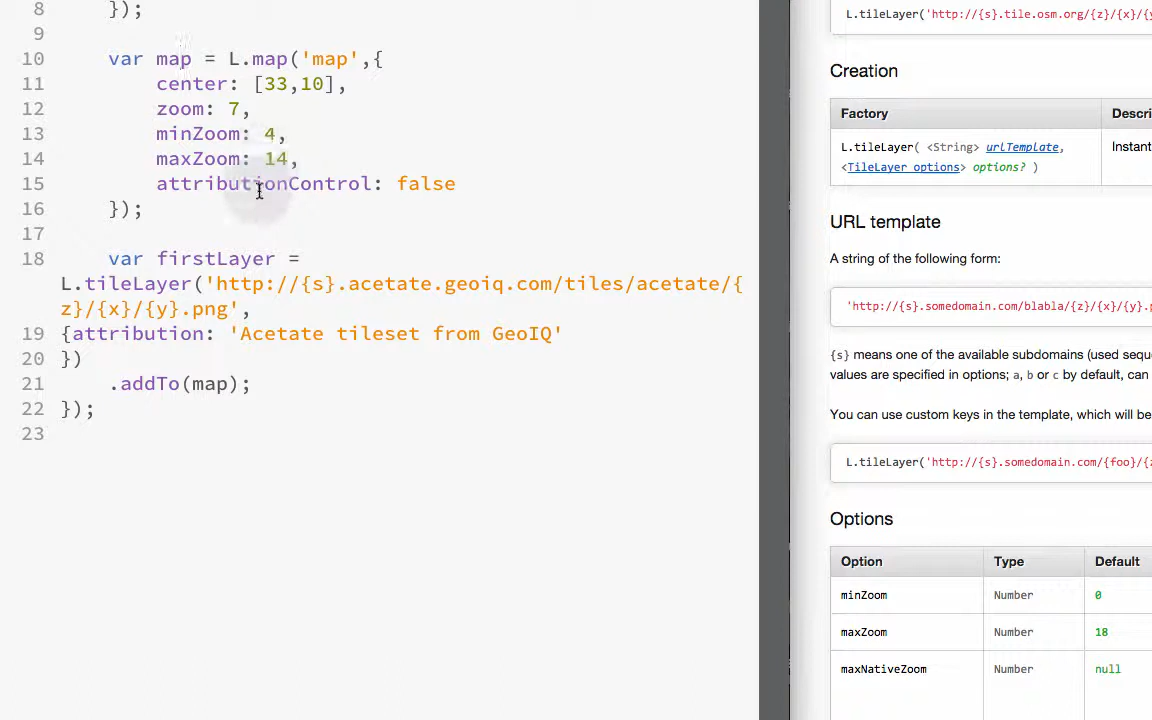 8 });
9
10 var map = L.map('map',{
11 center: [33,10],
12 zoom: 7,
13 minZoom: 4,
14 maxZoom: 14,
15 attributionControl: false
16 });
17
18 var firstLayer =
L.tileLayer('http://{s}.acetate.geoiq.com/tiles/acetate/{
z}/{x}/{y}.png',
19 {attribution: 'Acetate tileset from GeoIQ'
20 })
21 .addTo(map);
22 });
23
L.tileLayer('http://{s}.tile.osm.org/{z}/{x}/{y
Creation
Factory Descri
L.tileLayer( <String> urlTemplate, Instant
<TileLayer options> options? )
URL template
A string of the following form:
'http://{s}.somedomain.com/blabla/{z}/{x}/{y}.p
{s} means one of the available subdomains (used sequ
values are specified in options; a, b or c by default, can
You can use custom keys in the template, which will be
L.tileLayer('http://{s}.somedomain.com/{foo}/{z
Options
Option Type Default
minZoom Number 0
maxZoom Number 18
maxNativeZoom Number null